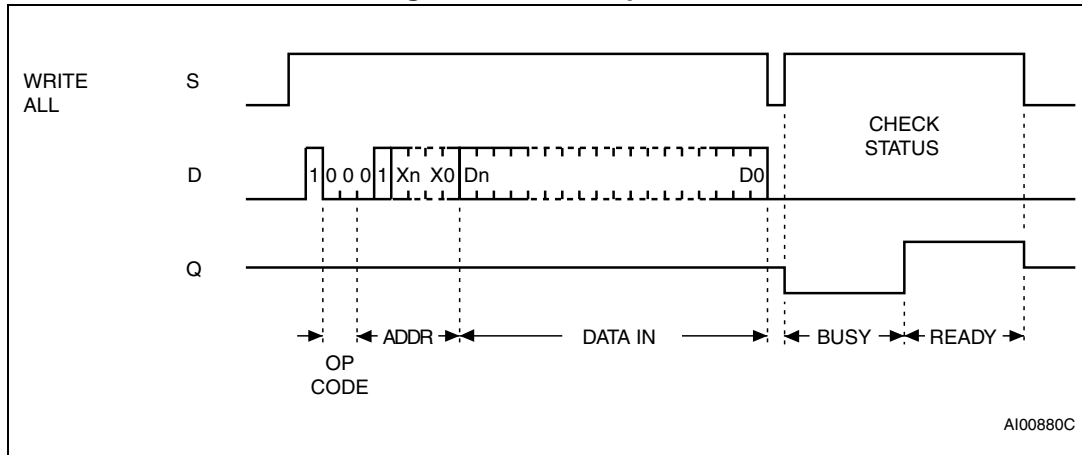 WRITE
ALL
S
CHECK
STATUS
D
1 0 0 0 1 Xn X0 Dn D0
Q
ADDR DATA IN BUSY READY
OP
CODE
AI00880C